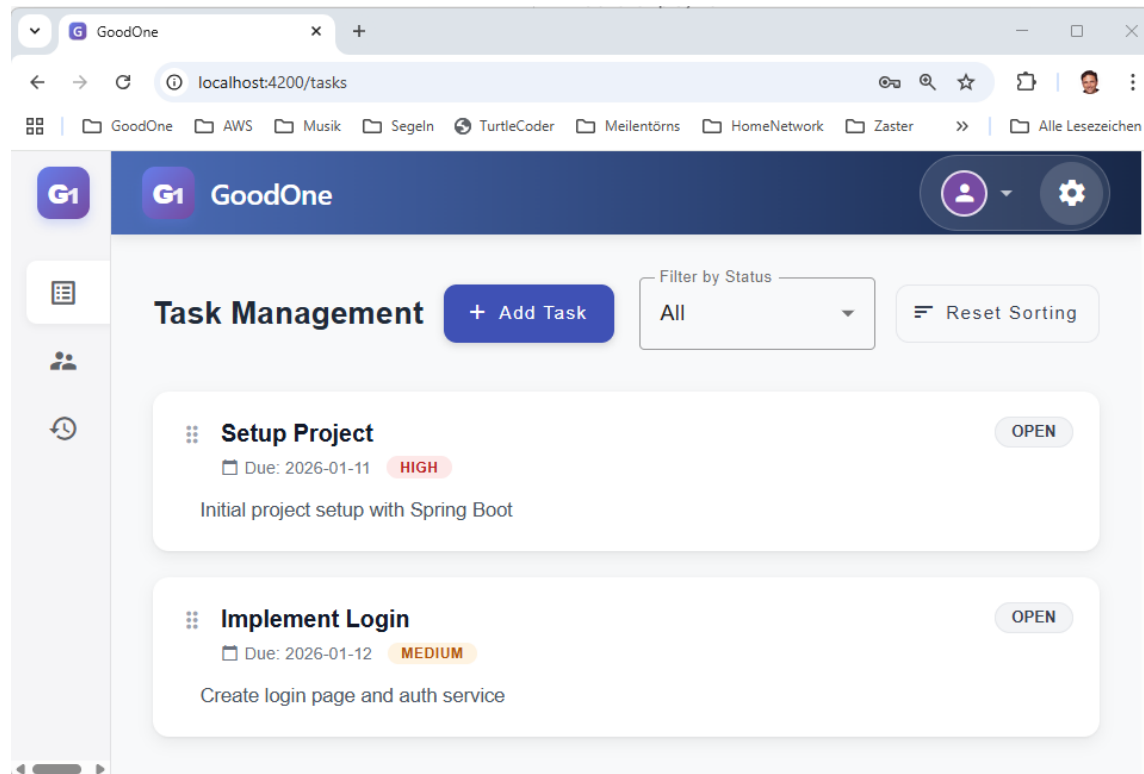 G GoodOne
localhost:4200/tasks
GoodOne AWS Musik Segeln TurtleCoder Meilentörns HomeNetwork Zaster » Alle Lesezeichen
G1 G1 GoodOne
Filter by Status
Task Management + Add Task All Reset Sorting
Setup Project OPEN
Due: 2026-01-11 HIGH
Initial project setup with Spring Boot
Implement Login OPEN
Due: 2026-01-12 MEDIUM
Create login page and auth service